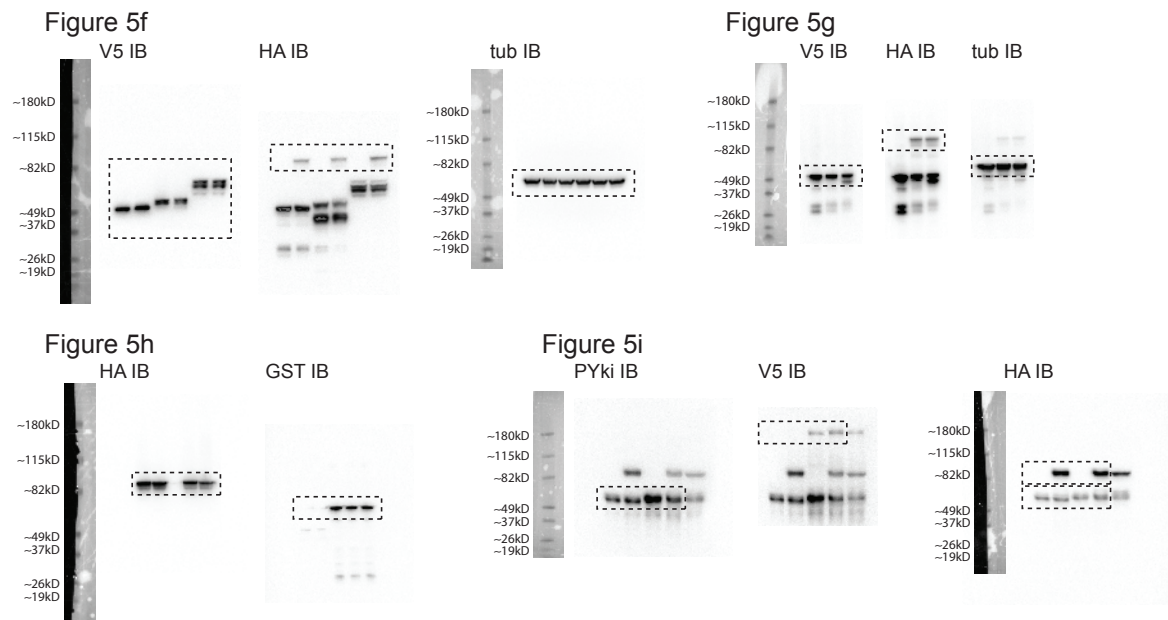 Figure 5f
V5 IB
HA IB
tub IB
~180kD
~115kD
~82kD
~49kD
~37kD
~26kD
~19kD
~180kD
~115kD
~82kD
~49kD
~37kD
~26kD
~19kD
Figure 5g
V5 IB
HA IB
tub IB
~180kD
~115kD
~82kD
~49kD
~37kD
~26kD
~19kD
Figure 5h
HA IB
GST IB
~180kD
~115kD
~82kD
~49kD
~37kD
~26kD
~19kD
Figure 5i
PYki IB
V5 IB
HA IB
~180kD
~115kD
~82kD
~49kD
~37kD
~26kD
~19kD
~180kD
~115kD
~82kD
~49kD
~37kD
~26kD
~19kD